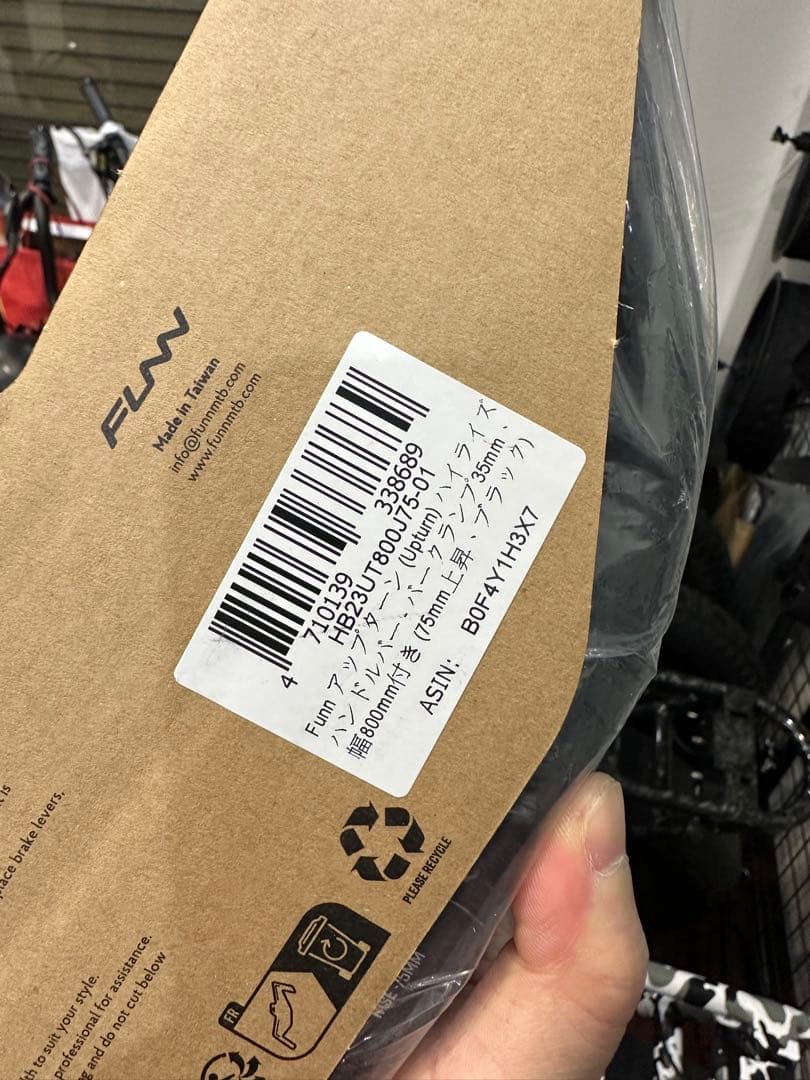 FUNN
Made in Taiwan
info@funnmtb.com
www.funnmtb.com
4 710139 338689
HB23UT800J75-01
Funn アップターン (Upturn) ハイライズ
ハンドルバー、バークランプ35mm、
幅800mm付き (75mm上昇、ブラック)
ASIN: B0F4Y1H3X7
PLEASE RECYCLE
FR
is
brake levers.
to suit your style.
professional for assistance.
and do not cut below
75MM